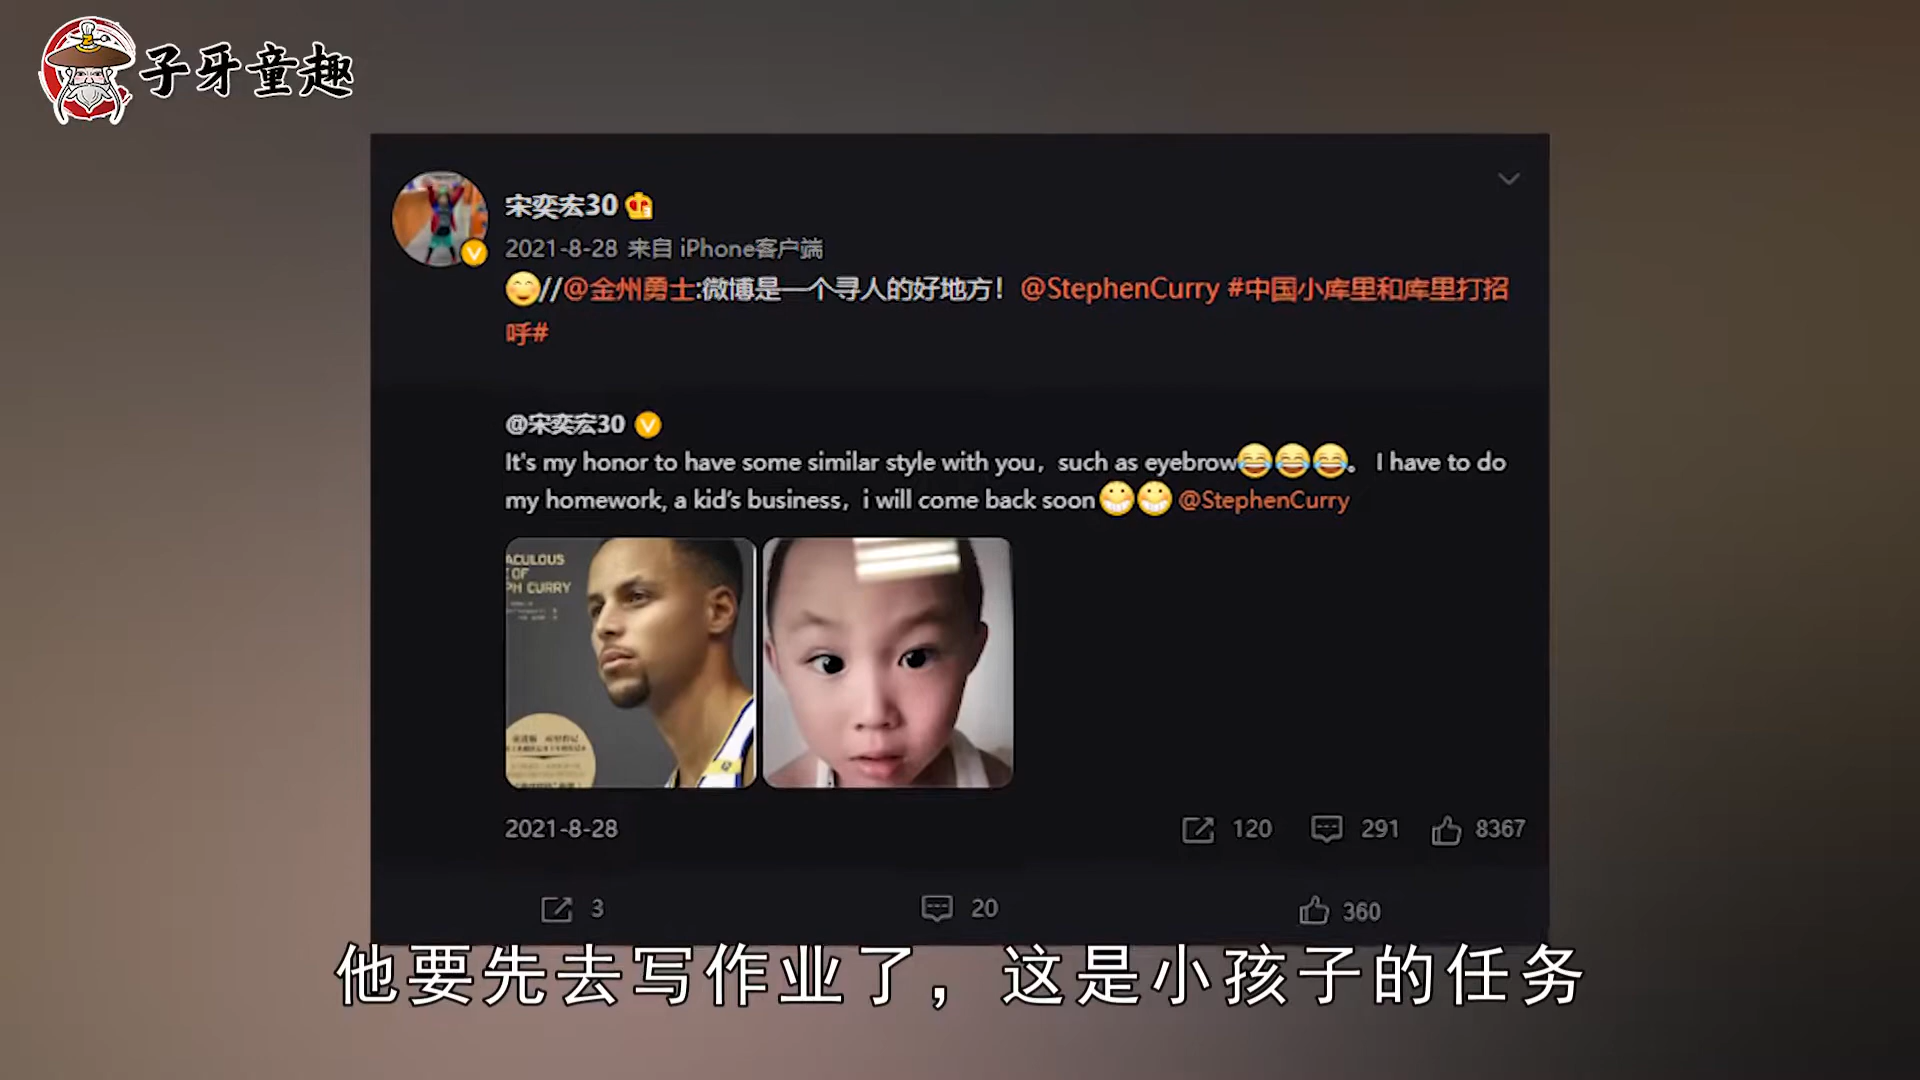 子牙童趣
宋奕宏30
2021-8-28 来自 iPhone客户端
//@金州勇士:微博是一个寻人的好地方！@StephenCurry #中国小库里和库里打招
呼#
@宋奕宏30
It's my honor to have some similar style with you，such as eyebrow。 I have to do
my homework, a kid's business，i will come back soon @StephenCurry
ACULOUS
OF
PH CURRY
2021-8-28
120 291 8367
3 20 360
他要先去写作业了，这是小孩子的任务